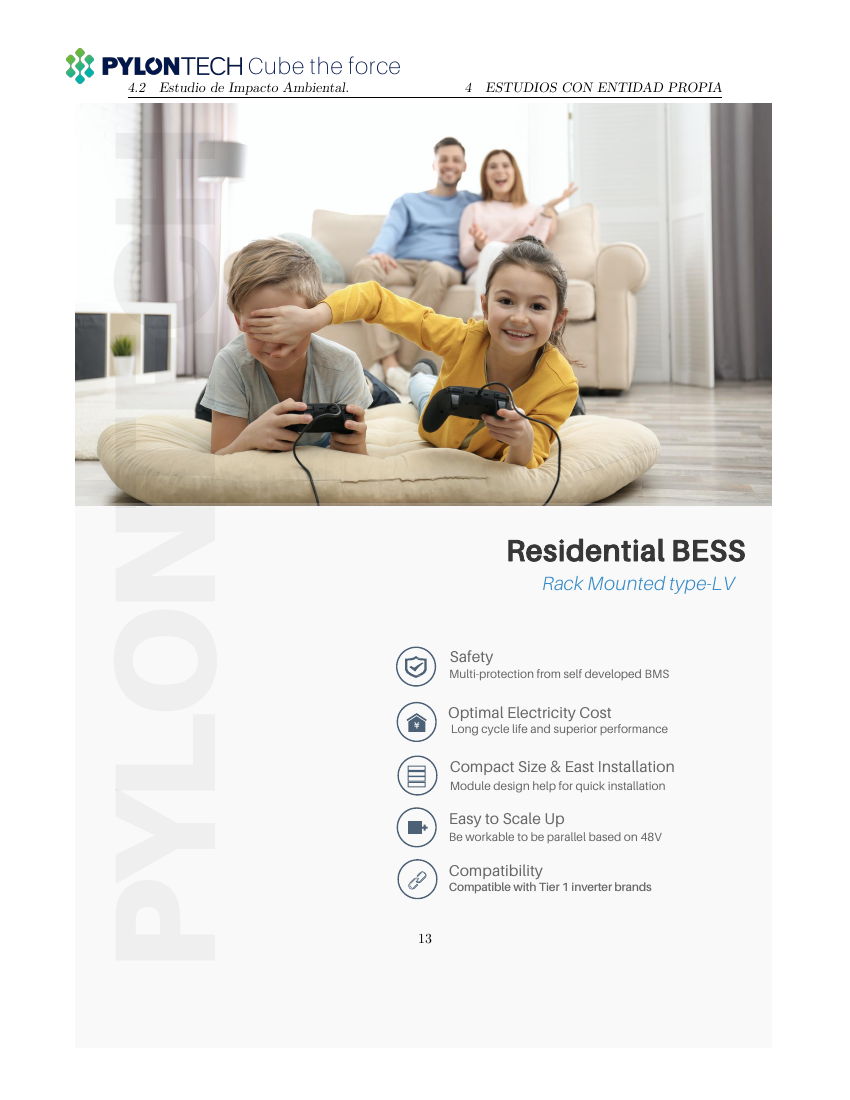 PYLONTECH Cube the force
4.2 Estudio de Impacto Ambiental. 4 ESTUDIOS CON ENTIDAD PROPIA
PYLONTECH
Residential BESS
Rack Mounted type-LV
Safety
Multi-protection from self developed BMS
Optimal Electricity Cost
Long cycle life and superior performance
Compact Size & East Installation
Module design help for quick installation
Easy to Scale Up
Be workable to be parallel based on 48V
Compatibility
Compatible with Tier 1 inverter brands
13